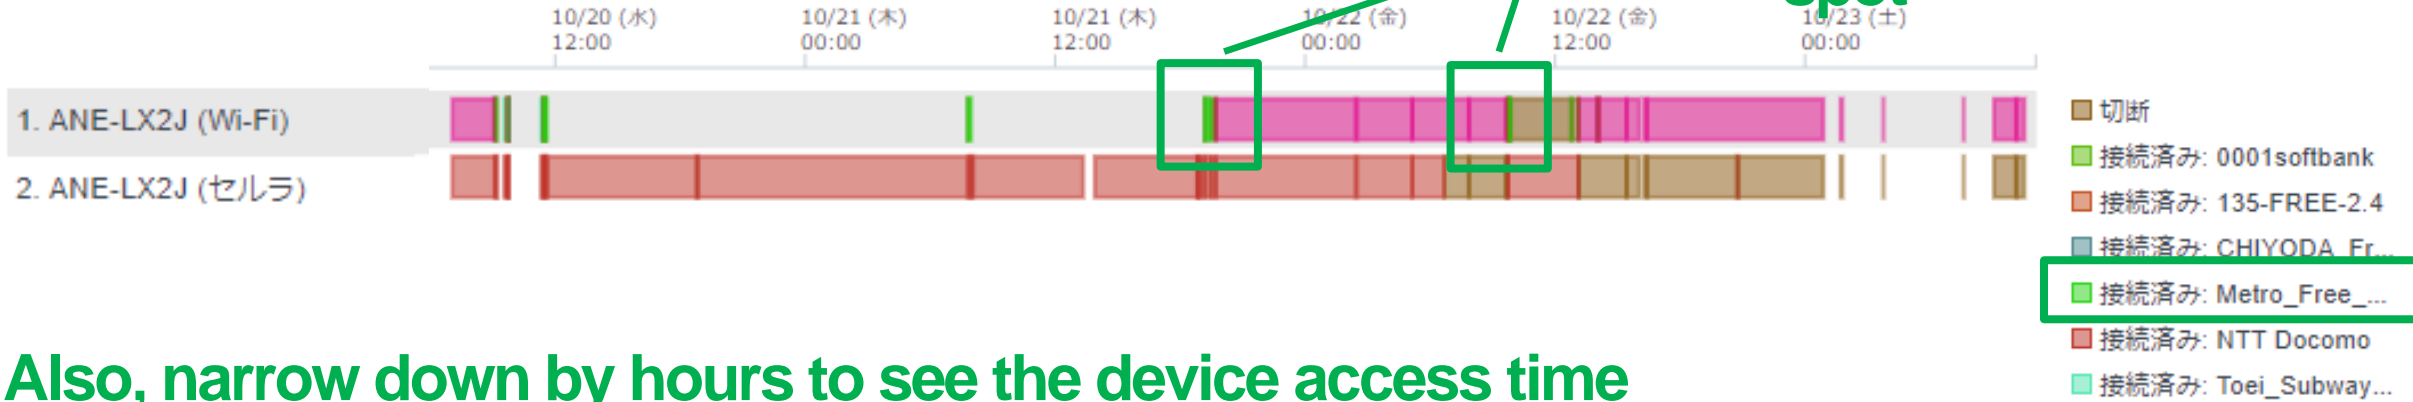 spot
10/20 (水) 10/21 (木) 10/21 (木) 10/22 (金) 10/22 (金) 10/23 (土)
12:00 00:00 12:00 00:00 12:00 00:00
1. ANE-LX2J (Wi-Fi)
2. ANE-LX2J (セルラ)
切断
接続済み: 0001softbank
接続済み: 135-FREE-2.4
接続済み: CHIYODA_Fr...
接続済み: Metro_Free_...
接続済み: NTT Docomo
接続済み: Toei_Subway...
Also, narrow down by hours to see the device access time